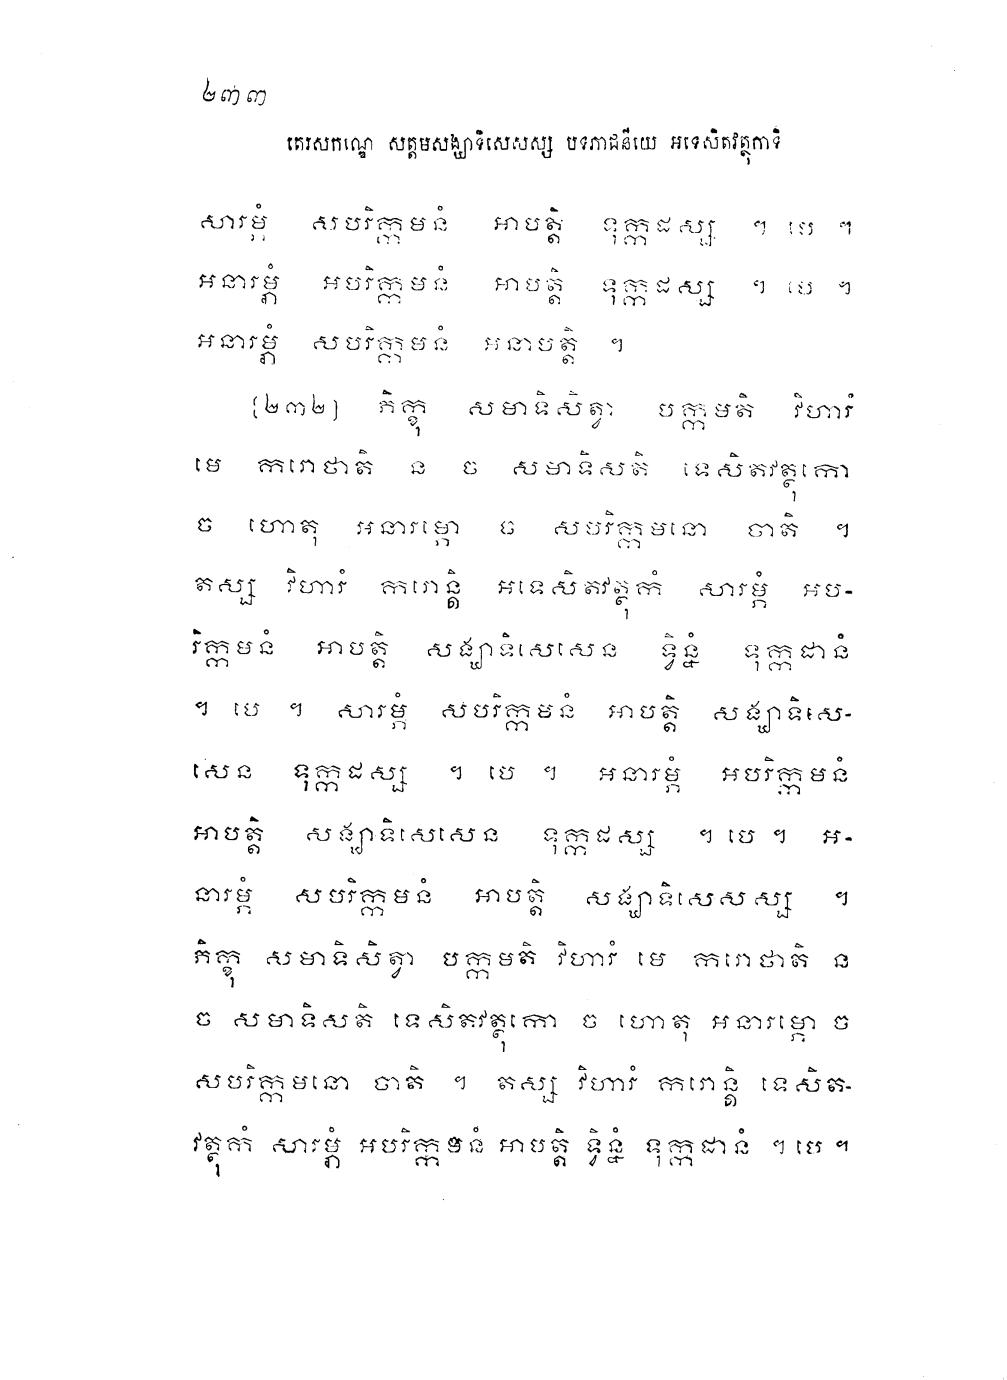 ២៣៣
តេរសកណ្ឌេ សត្តមសង្ឃាទិសេសស្ស បទភាជនីយេ អទេសិតវត្ថុកាទិ
សារម្ភំ សបរិក្កមនំ អាបត្តិ ទុក្កដស្ស ។ បេ ។
អនារម្ភំ អបរិក្កមនំ អាបត្តិ ទុក្កដស្ស ។ បេ ។
អនារម្ភំ សបរិក្កមនំ អនាបត្តិ ។
(២៣២) ភិក្ខុ សមាទិសិត្វា បក្កមតិ វិហារំ
មេ ករោថាតិ ន ច សមាទិសតិ ទេសិតវត្ថុកោ
ច ហោតុ អនារម្ភោ ច សបរិក្កមនោ ចាតិ ។
តស្ស វិហារំ ករោន្តិ អទេសិតវត្ថុកំ សារម្ភំ អប-
រិក្កមនំ អាបត្តិ សង្ឃាទិសេសេន ទ្វិន្នំ ទុក្កដានំ
។ បេ ។ សារម្ភំ សបរិក្កមនំ អាបត្តិ សង្ឃាទិសេ-
សេន ទុក្កដស្ស ។ បេ ។ អនារម្ភំ អបរិក្កមនំ
អាបត្តិ សង្ឃាទិសេសេន ទុក្កដស្ស ។ បេ ។ អ-
នារម្ភំ សបរិក្កមនំ អាបត្តិ សង្ឃាទិសេសស្ស ។
ភិក្ខុ សមាទិសិត្វា បក្កមតិ វិហារំ មេ ករោថាតិ ន
ច សមាទិសតិ ទេសិតវត្ថុកោ ច ហោតុ អនារម្ភោ ច
សបរិក្កមនោ ចាតិ ។ តស្ស វិហារំ ករោន្តិ ទេសិត-
វត្ថុកំ សារម្ភំ អបរិក្កមនំ អាបត្តិ ទ្វិន្នំ ទុក្កដានំ ។ បេ ។